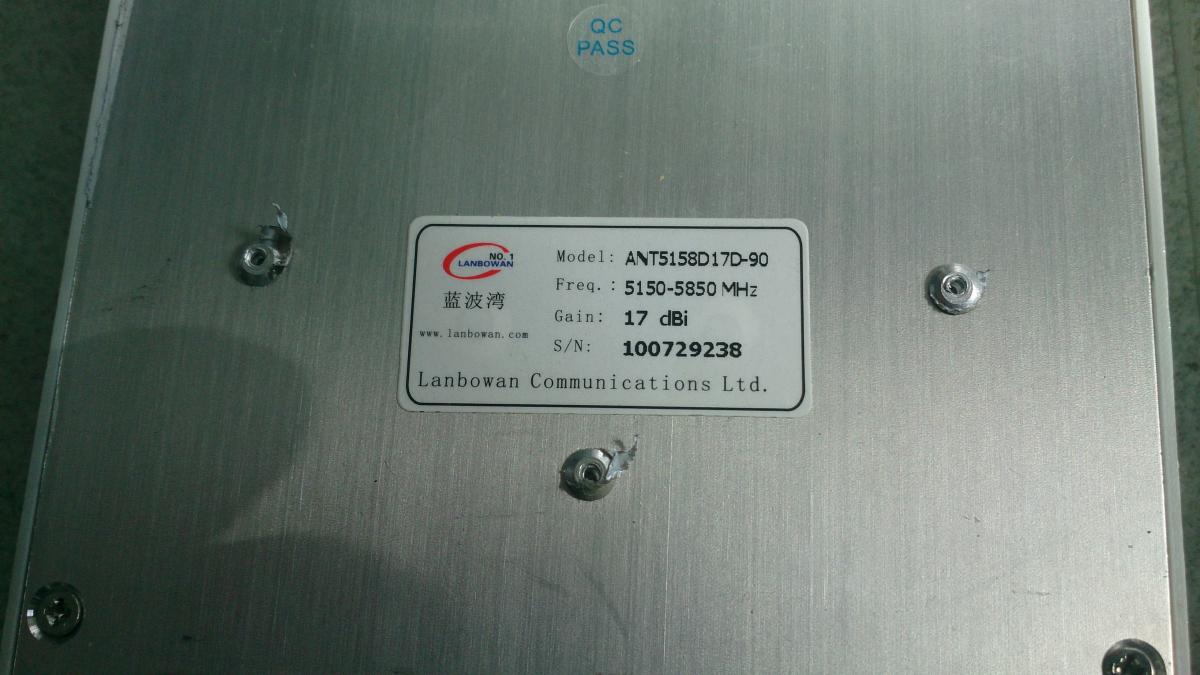 QC
PASS
NO. 1
LANBOWAN
蓝波湾
www.lanbowan.com
Model: ANT5158D17D-90
Freq.: 5150-5850 MHz
Gain: 17 dBi
S/N: 100729238
Lanbowan Communications Ltd.